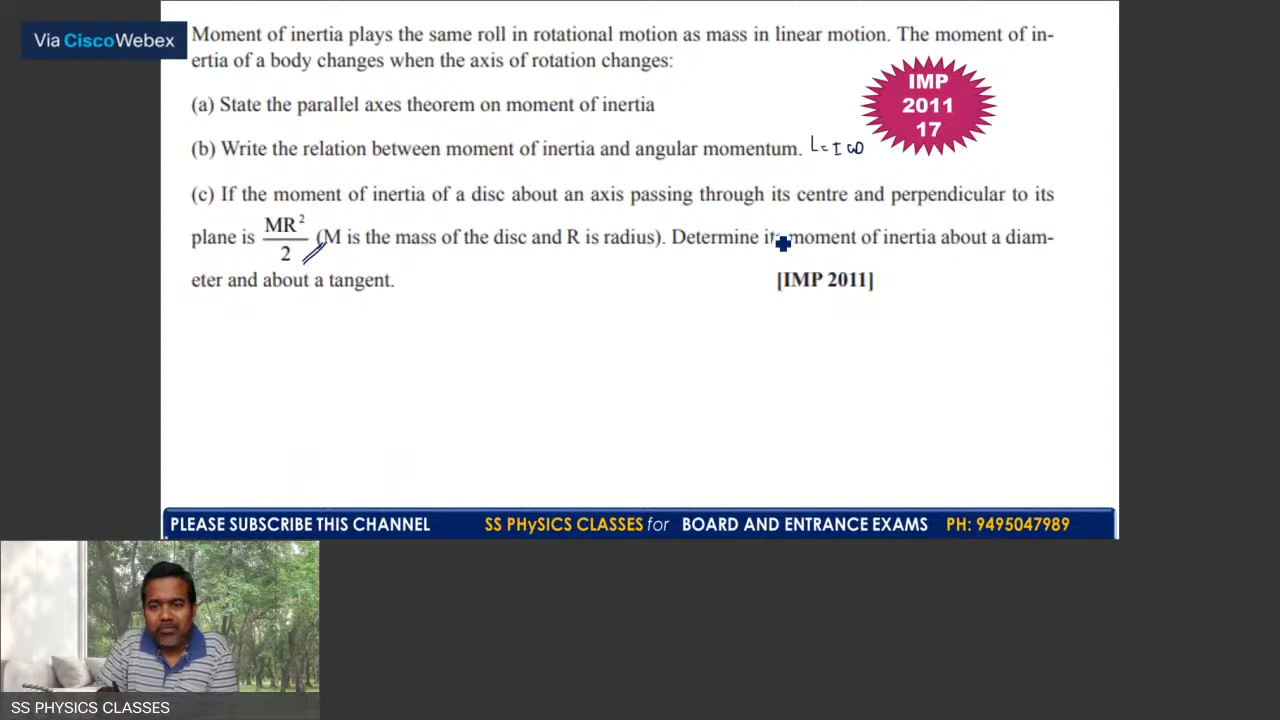 Via Cisco Webex
Moment of inertia plays the same roll in rotational motion as mass in linear motion. The moment of in-
ertia of a body changes when the axis of rotation changes:
IMP
2011
17
(a) State the parallel axes theorem on moment of inertia
(b) Write the relation between moment of inertia and angular momentum. L=Iω
(c) If the moment of inertia of a disc about an axis passing through its centre and perpendicular to its
plane is MR²/2 (M is the mass of the disc and R is radius). Determine its moment of inertia about a diam-
eter and about a tangent. [IMP 2011]
PLEASE SUBSCRIBE THIS CHANNEL SS PHySICS CLASSES for BOARD AND ENTRANCE EXAMS PH: 9495047989
SS PHYSICS CLASSES